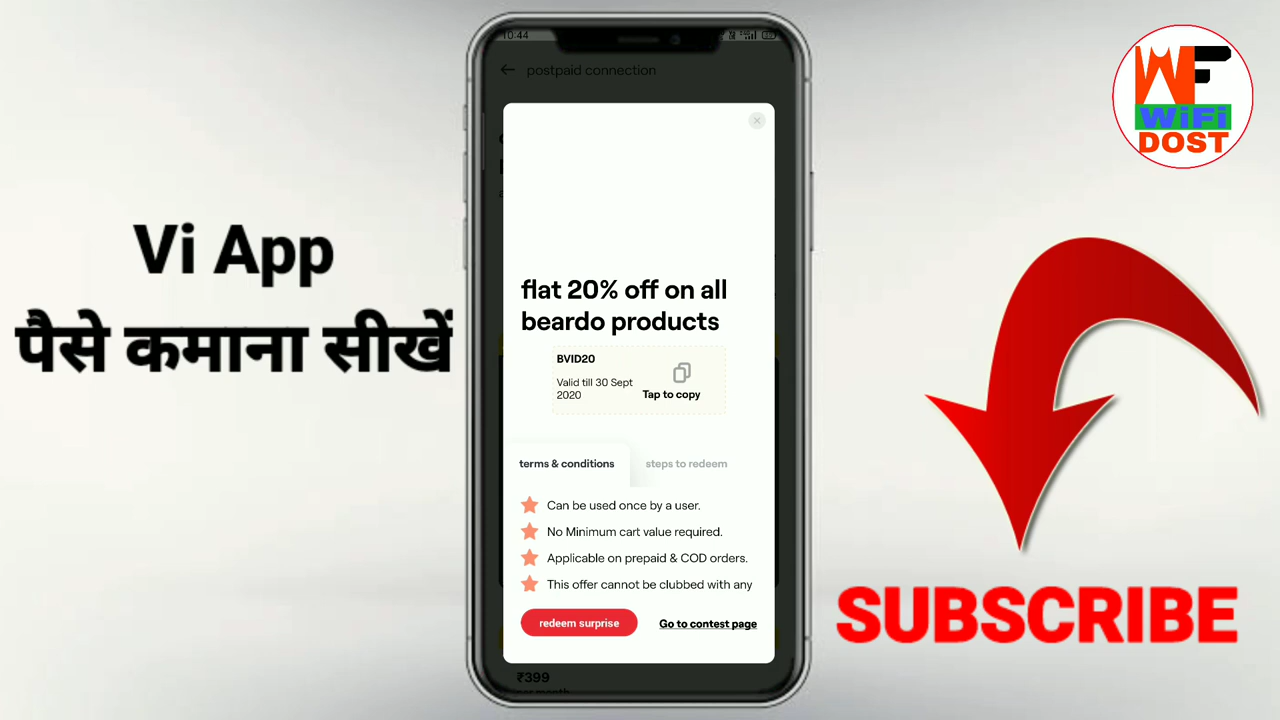 10:44
postpaid connection
flat 20% off on all
beardo products
BVID20
Valid till 30 Sept
2020
Tap to copy
terms & conditions
steps to redeem
Can be used once by a user.
No Minimum cart value required.
Applicable on prepaid & COD orders.
This offer cannot be clubbed with any
redeem surprise
Go to contest page
₹399
per month
Vi App
पैसे कमाना सीखें
WF
WiFi
DOST
SUBSCRIBE